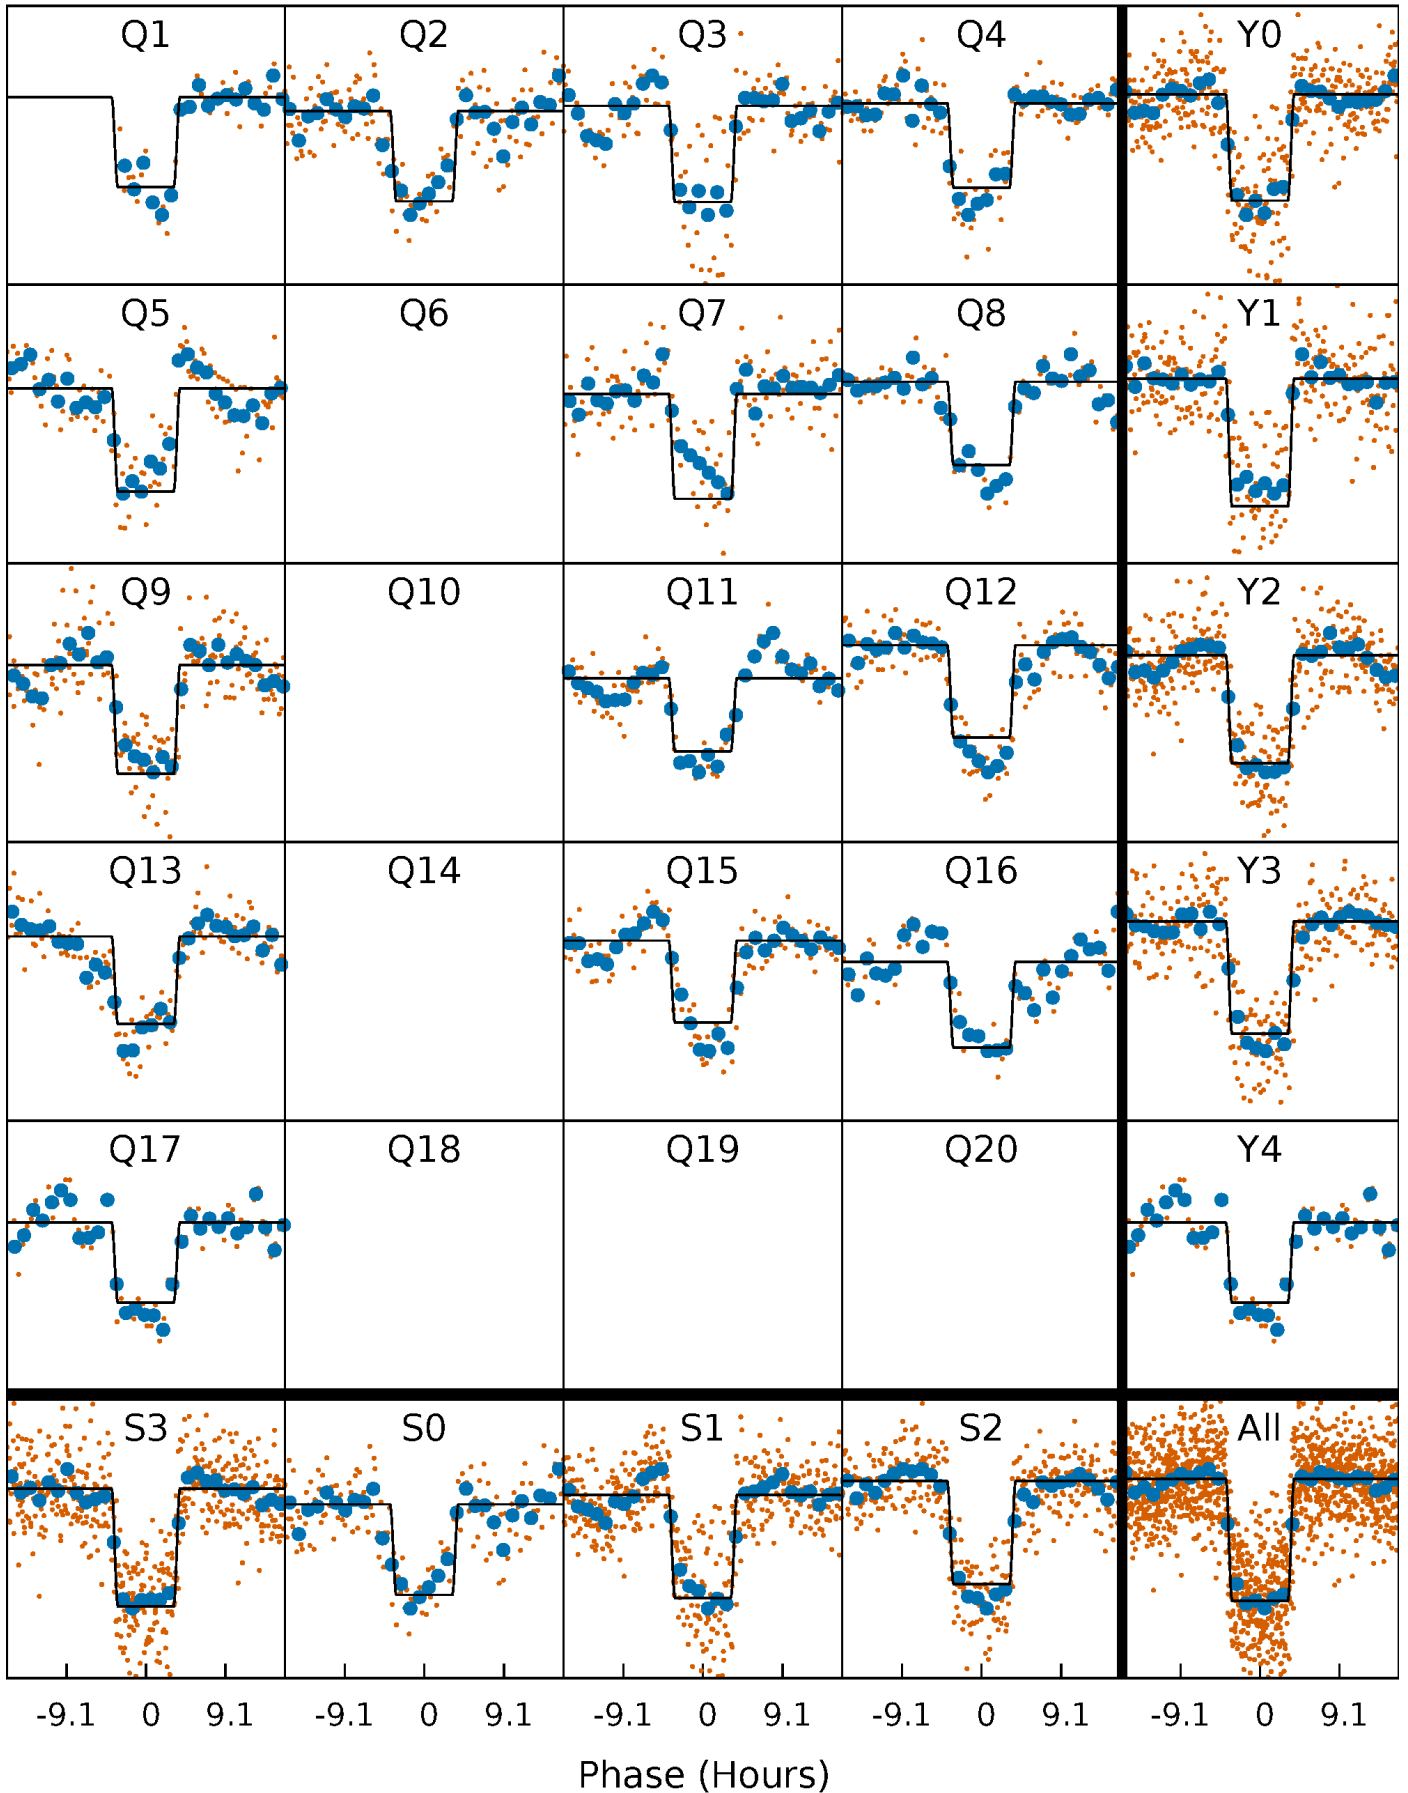 Q1 Q2 Q3 Q4 Y0
Q5 Q6 Q7 Q8 Y1
Q9 Q10 Q11 Q12 Y2
Q13 Q14 Q15 Q16 Y3
Q17 Q18 Q19 Q20 Y4
S3 S0 S1 S2 All
-9.1 0 9.1 -9.1 0 9.1 -9.1 0 9.1 -9.1 0 9.1 -9.1 0 9.1
Phase (Hours)